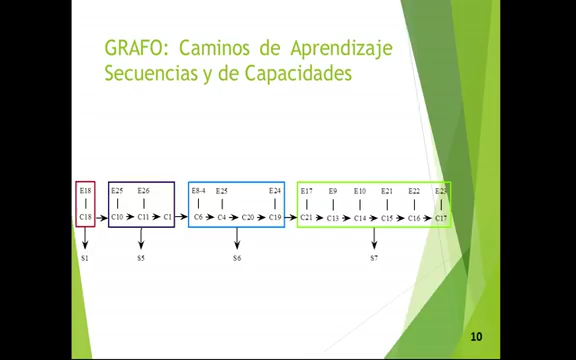 GRAFO: Caminos de Aprendizaje
Secuencias y de Capacidades
E18 E25 E26 E8-4 E25 E24 E17 E9 E10 E21 E22 E23
C18 C10 C11 C1 C6 C4 C20 C19 C21 C13 C14 C15 C16 C17
S1 S5 S6 S7
10